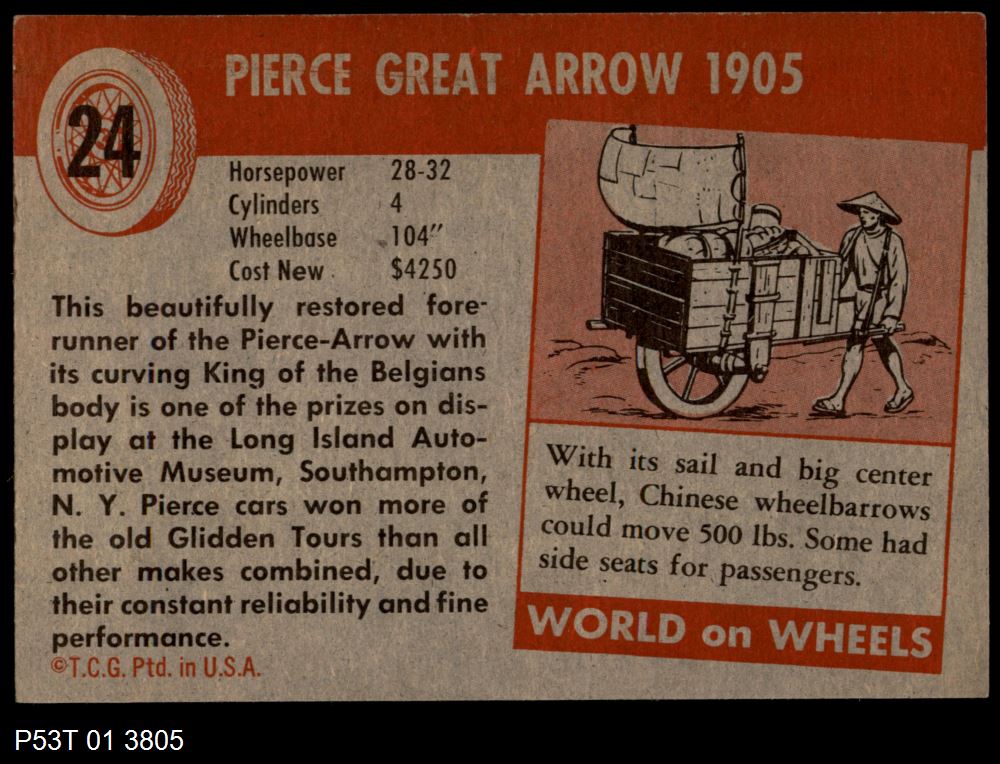 24
PIERCE GREAT ARROW 1905
Horsepower 28-32
Cylinders 4
Wheelbase 104"
Cost New $4250
This beautifully restored fore-
runner of the Pierce-Arrow with
its curving King of the Belgians
body is one of the prizes on dis-
play at the Long Island Auto-
motive Museum, Southampton,
N. Y. Pierce cars won more of
the old Glidden Tours than all
other makes combined, due to
their constant reliability and fine
performance.
©T.C.G. Ptd. in U.S.A.
With its sail and big center
wheel, Chinese wheelbarrows
could move 500 lbs. Some had
side seats for passengers.
WORLD on WHEELS
P53T 01 3805